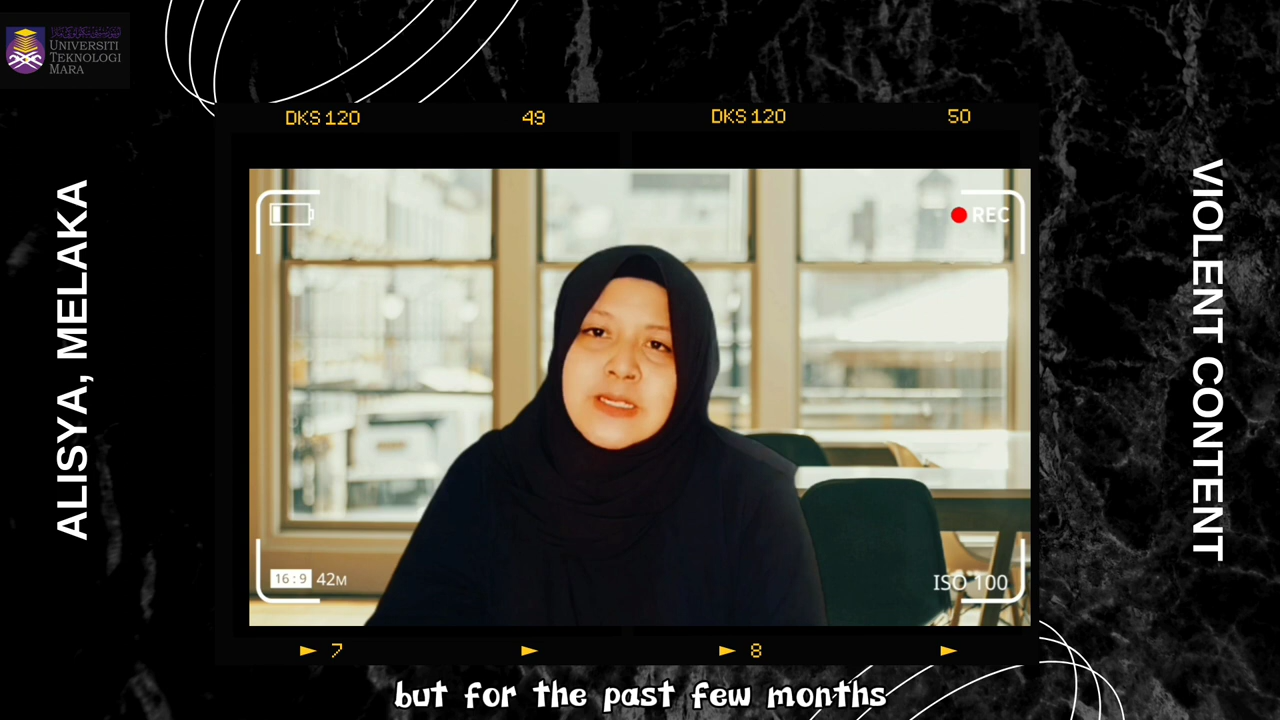 UNIVERSITI
TEKNOLOGI
MARA
DKS 120
49
DKS 120
50
REC
ALISYA, MELAKA
VIOLENT CONTENT
16:9 42M
ISO 100
7
8
but for the past few months